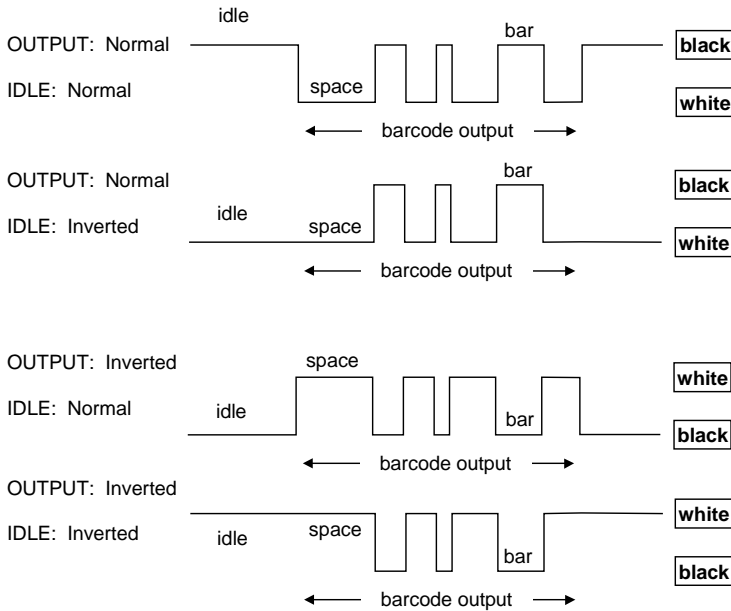 idle
OUTPUT: Normal
bar
black
IDLE: Normal
space
white
barcode output
OUTPUT: Normal
bar
black
idle
IDLE: Inverted
space
white
barcode output
OUTPUT: Inverted
space
white
IDLE: Normal
idle
bar
black
barcode output
OUTPUT: Inverted
white
IDLE: Inverted
idle
space
bar
black
barcode output